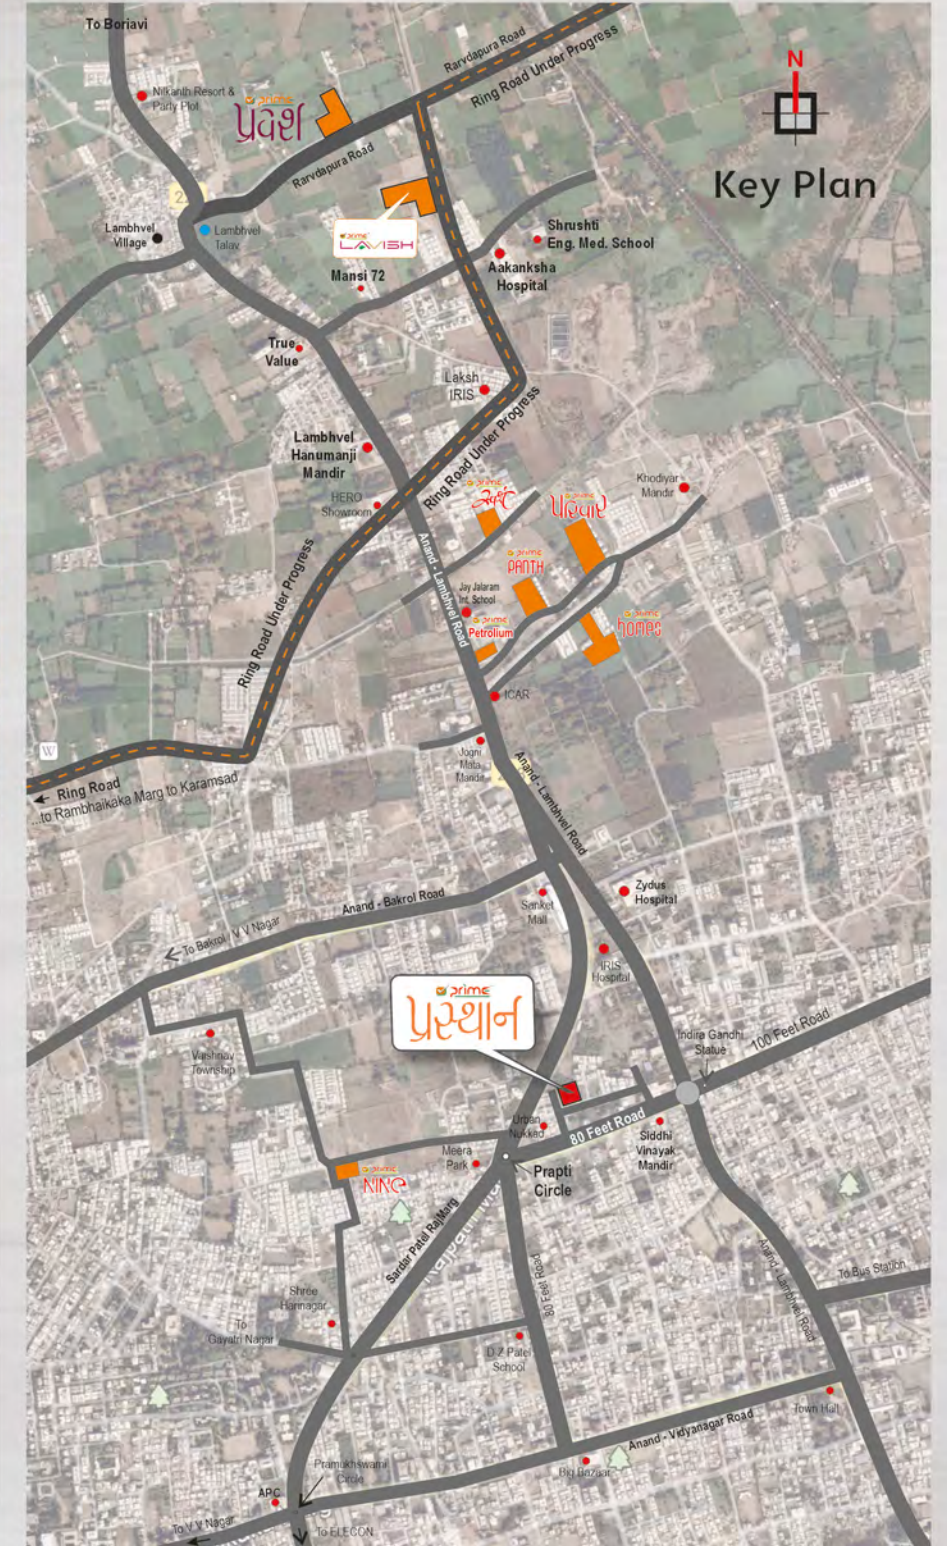 To Boriavi
Rarvdapura Road
Ring Road Under Progress
N
Key Plan
Nilkanth Resort &
Party Plot
prime
પ્રવેશ
Rarvdapura Road
Lambhvel
Village
Lambhvel
Talav
prime
LAVISH
Shrushti
Eng. Med. School
Aakanksha
Hospital
Mansi 72
True
Value
Laksh
IRIS
Ring Road Under Progress
Lambhvel
Hanumanji
Mandir
HERO
Showroom
prime
prime
પરિવાર
Khodiyar
Mandir
Ring Road Under Progress
Anand - Lambhvel Road
prime
PANTH
Jay Jalaram
Int. School
prime
Petrolium
prime
homes
ICAR
W
Jogni
Mata
Mandir
Anand - Lambhvel Road
Ring Road
...to Rambhaikaka Marg to Karamsad
Anand - Bakrol Road
To Bakrol / V V Nagar
Sanket
Mall
Zydus
Hospital
IRIS
Hospital
prime
પ્રસ્થાન
Vaishnav
Township
Indira Gandhi
Statue
100 Feet Road
Urban
Nukkad
80 Feet Road
Siddhi
Vinayak
Mandir
Meera
Park
Prapti
Circle
prime
NINE
Sardar Patel RajMarg
80 Feet Road
Anand - Lambhvel Road
To Bus Station
Shree
Harinagar
To
Gayatri Nagar
D Z Patel
School
Town Hall
Anand - Vidyanagar Road
Big Bazaar
Pramukhswami
Circle
APC
To V V Nagar
To ELECON